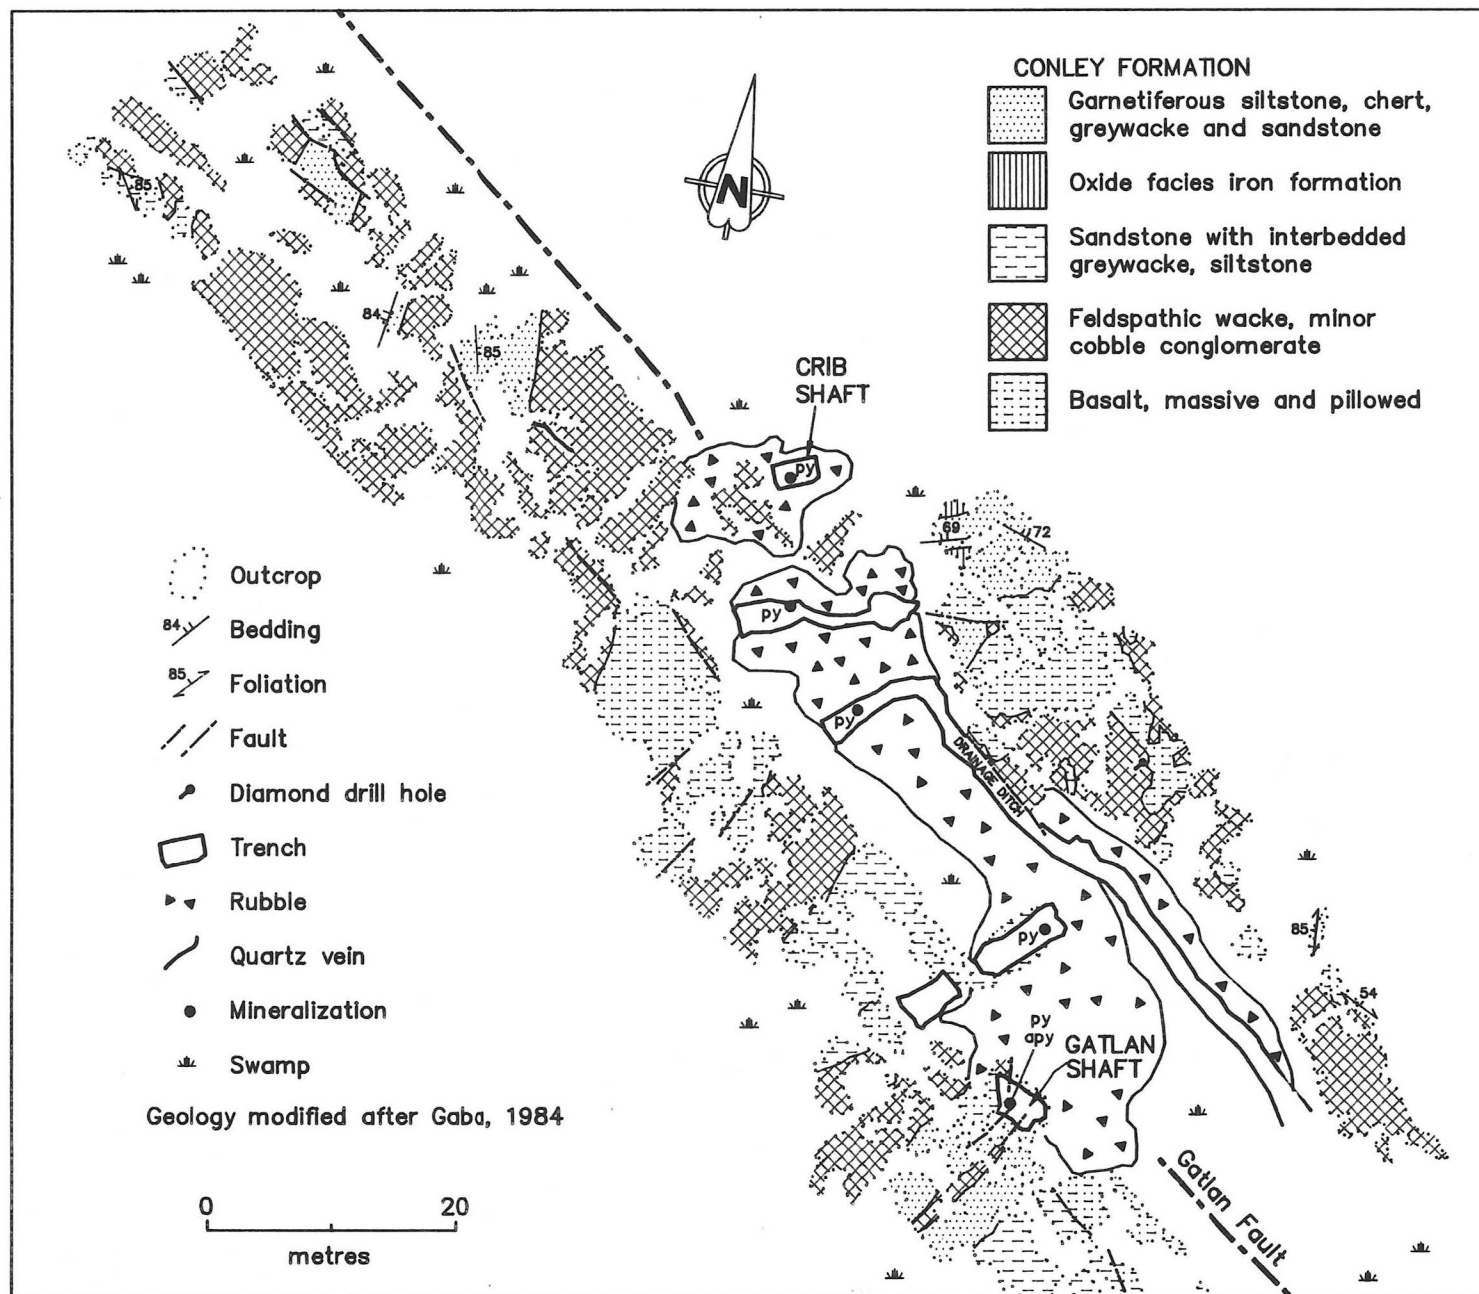 CONLEY FORMATION
Garnetiferous siltstone, chert,
greywacke and sandstone
Oxide facies iron formation
Sandstone with interbedded
greywacke, siltstone
Feldspathic wacke, minor
cobble conglomerate
Basalt, massive and pillowed
N
85
84
85
CRIB
SHAFT
py
69
72
py
py
DRAINAGE DITCH
py
85
54
py
apy
GATLAN
SHAFT
Gatlan Fault
Outcrop
84
Bedding
85
Foliation
Fault
Diamond drill hole
Trench
Rubble
Quartz vein
Mineralization
Swamp
Geology modified after Gaba, 1984
0 20
metres